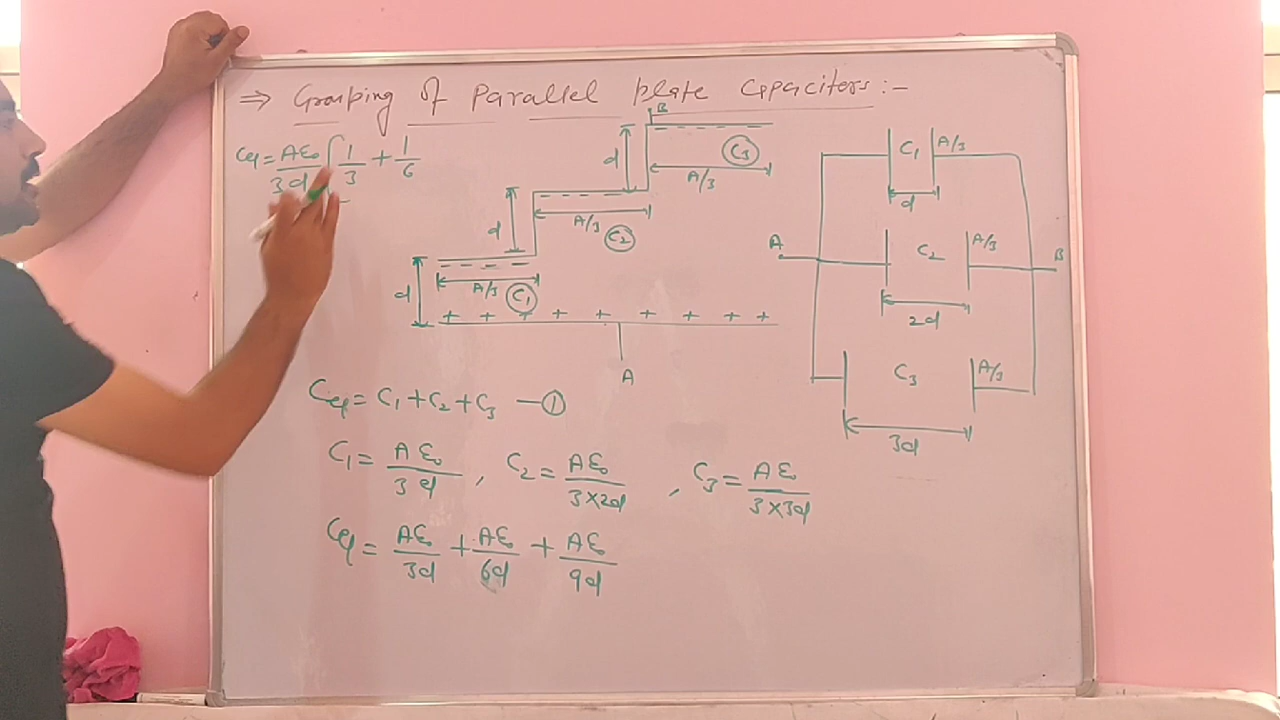 ⇒ Grouping of Parallel plate Capacitors:-
Ceq = Aε₀/3d [ 1/3 + 1/6
B
d
C₃
A/3
d
A/3
C₂
d
A/3
C₁
+ + + + + + + + +
A
C₁ A/3
d
A C₂ A/3 B
2d
C₃ A/3
3d
Ceq = C₁ + C₂ + C₃ —①
C₁ = Aε₀/3d , C₂ = Aε₀/3×2d , C₃ = Aε₀/3×3d
Ceq = Aε₀/3d + Aε₀/6d + Aε₀/9d